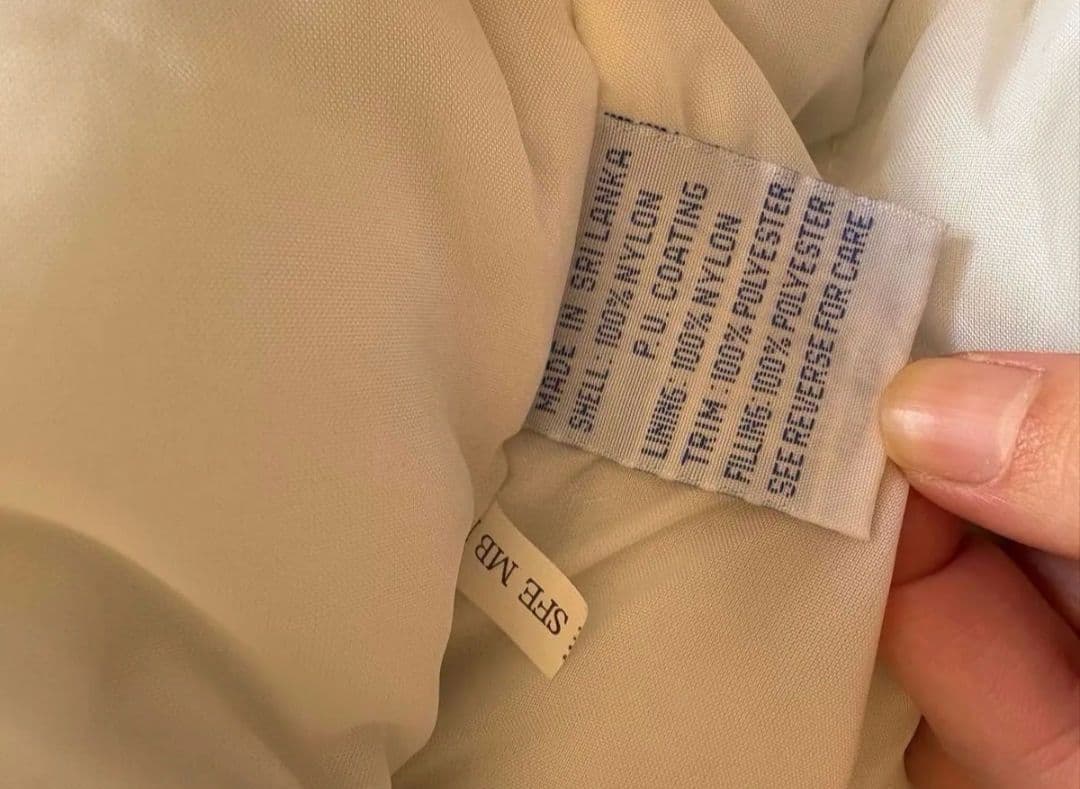 MADE IN SRI LANKA
SHELL: 100% NYLON
P.U. COATING
LINING: 100% NYLON
TRIM : 100% POLYESTER
FILLING: 100% POLYESTER
SEE REVERSE FOR CARE
SFE MB